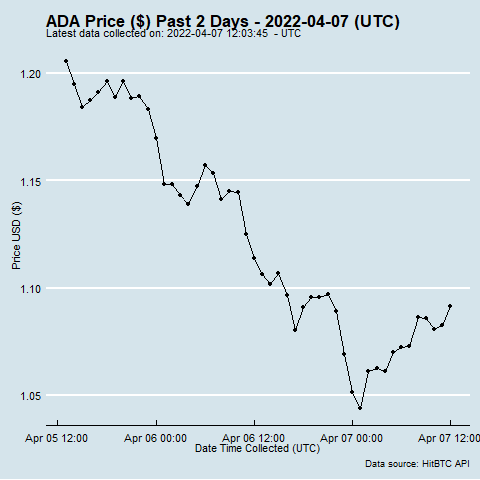 ADA Price ($) Past 2 Days - 2022-04-07 (UTC)
Latest data collected on: 2022-04-07 12:03:45 - UTC
1.20
1.15
1.10
1.05
Price USD ($)
Apr 05 12:00 Apr 06 00:00 Apr 06 12:00 Apr 07 00:00 Apr 07 12:00
Date Time Collected (UTC)
Data source: HitBTC API